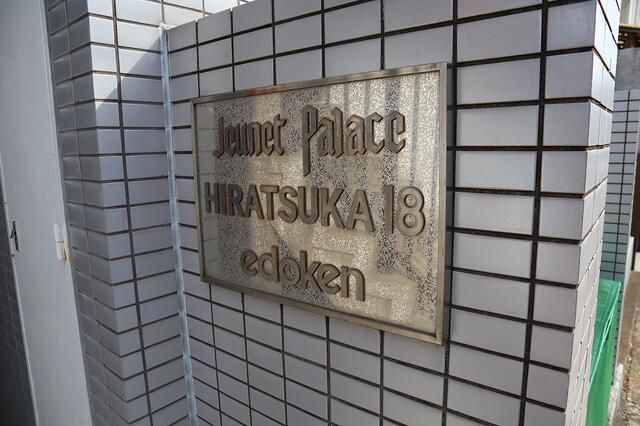 Jeunet Palace
HIRATSUKA 18
edoken